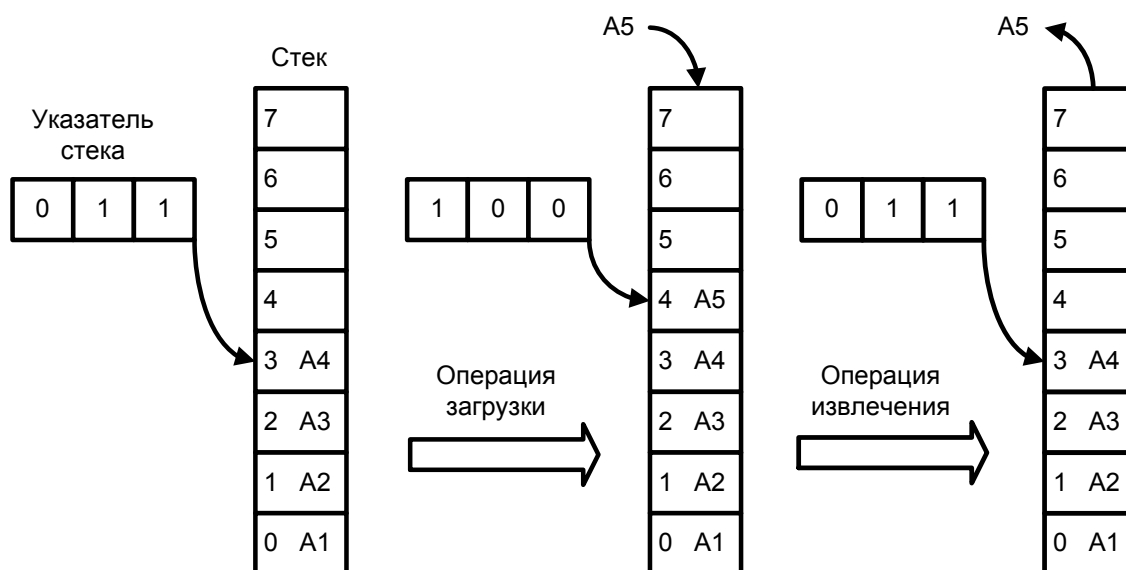 A5
A5
Стек
Указатель
стека
7
7
7
6
6
6
0 1 1
1 0 0
0 1 1
5
5
5
4
4 A5
4
3 A4
3 A4
3 A4
Операция
загрузки
Операция
извлечения
2 A3
2 A3
2 A3
1 A2
1 A2
1 A2
0 A1
0 A1
0 A1